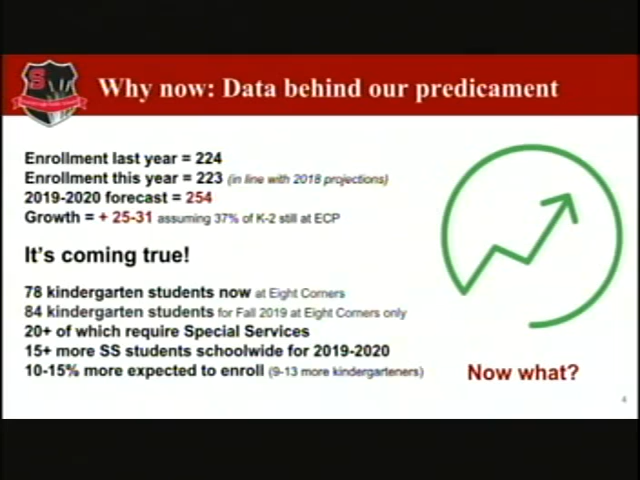 S
Why now: Data behind our predicament
Enrollment last year = 224
Enrollment this year = 223 (in line with 2018 projections)
2019-2020 forecast = 254
Growth = + 25-31 assuming 37% of K-2 still at ECP
It's coming true!
78 kindergarten students now at Eight Corners
84 kindergarten students for Fall 2019 at Eight Corners only
20+ of which require Special Services
15+ more SS students schoolwide for 2019-2020
10-15% more expected to enroll (9-13 more kindergarteners)
Now what?
4